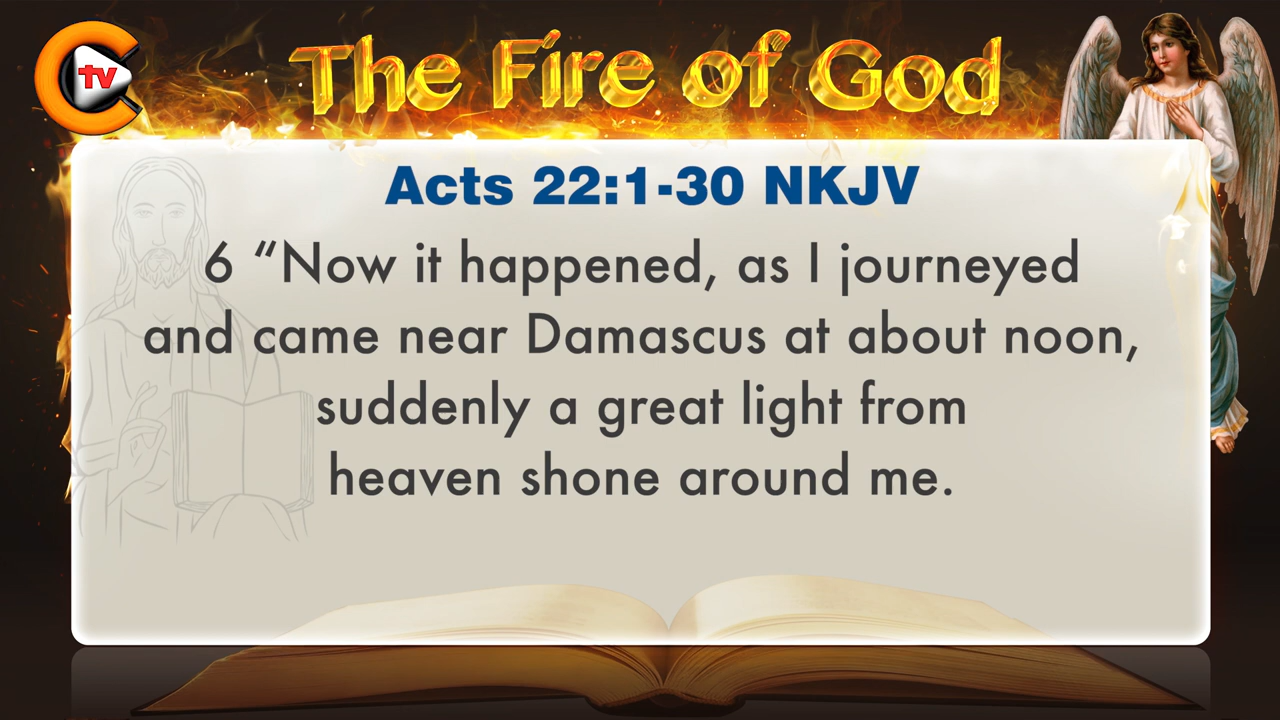 tv
The Fire of God
Acts 22:1-30 NKJV
6 “Now it happened, as I journeyed
and came near Damascus at about noon,
suddenly a great light from
heaven shone around me.